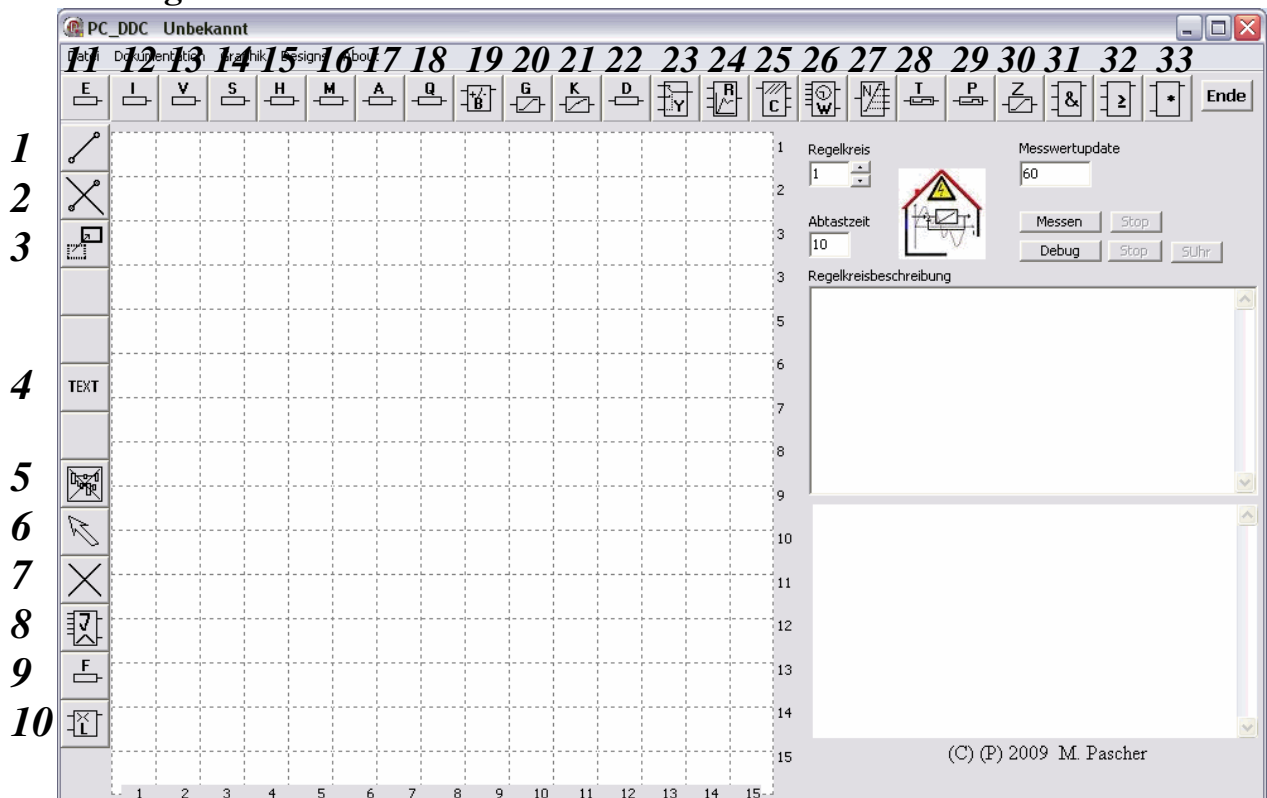 PC_DDC Unbekannt
Datei Dokumentation Graphik Designs About
11 12 13 14 15 16 17 18 19 20 21 22 23 24 25 26 27 28 29 30 31 32 33
E I V S H M A Q +/- B G K D Y R C W N T P Z & ≥ * Ende
1
2
3
4 TEXT
5
6
7
8
9 F
10 L
1
2
3
3
5
6
7
8
9
10
11
12
13
14
15
1 2 3 4 5 6 7 8 9 10 11 12 13 14 15
Regelkreis
1
Messwertupdate
60
Abtastzeit
10
Messen Stop
Debug Stop SUhr
Regelkreisbeschreibung
(C) (P) 2009 M. Pascher